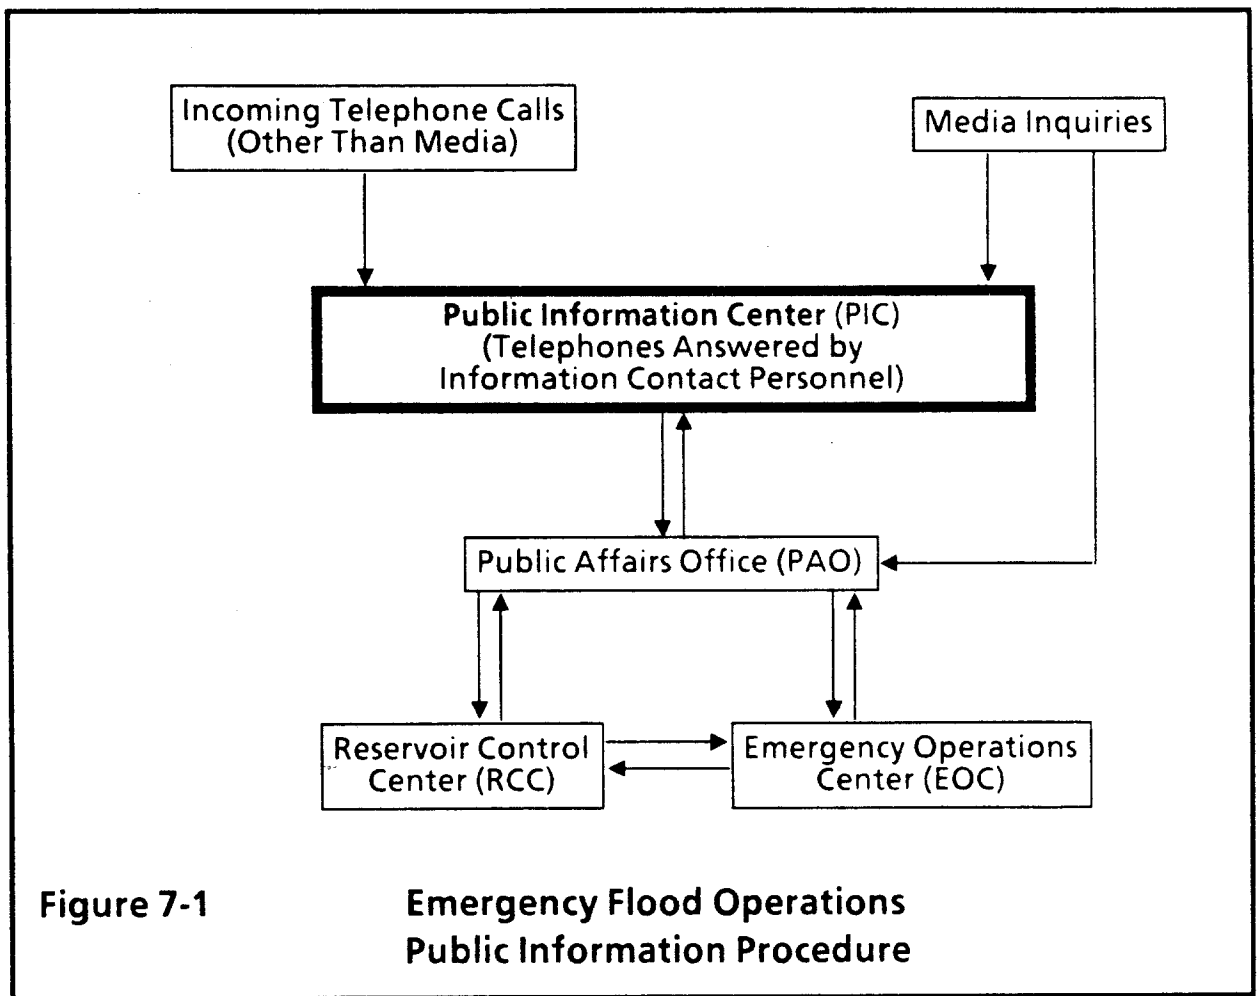 Incoming Telephone Calls
(Other Than Media)
Media Inquiries
Public Information Center (PIC)
(Telephones Answered by
Information Contact Personnel)
Public Affairs Office (PAO)
Reservoir Control
Center (RCC)
Emergency Operations
Center (EOC)
Figure 7-1
Emergency Flood Operations
Public Information Procedure